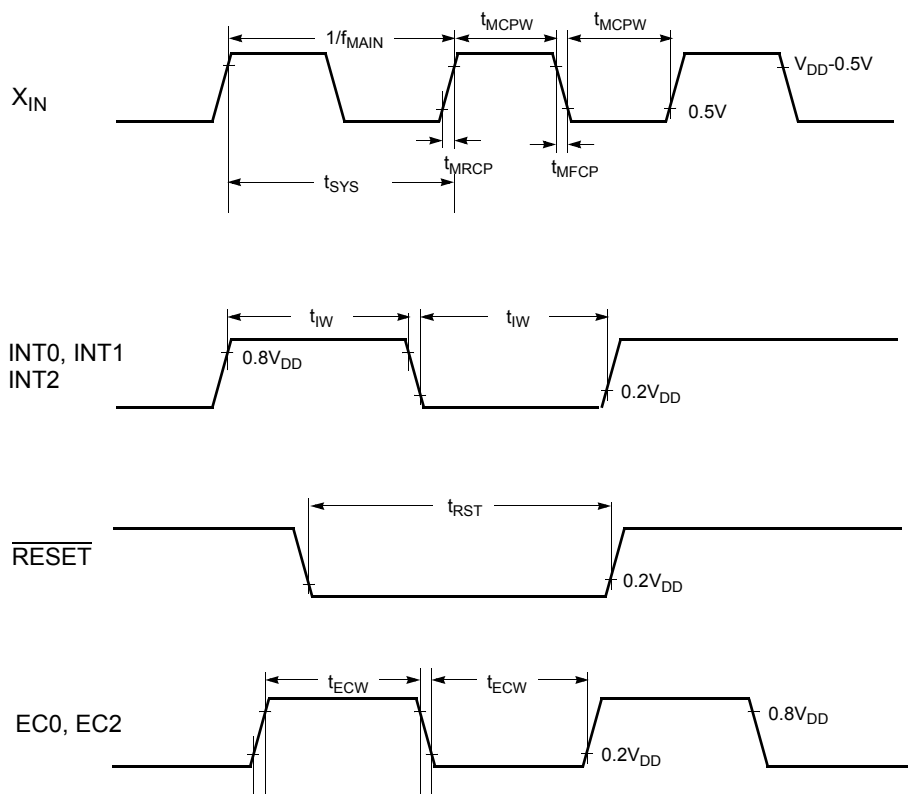 1/fMAIN tMCPW tMCPW
XIN VDD-0.5V
0.5V
tMRCP tMFCP
tSYS
tIW tIW
INT0, INT1 0.8VDD
INT2 0.2VDD
tRST
RESET 0.2VDD
tECW tECW
EC0, EC2 0.8VDD
0.2VDD